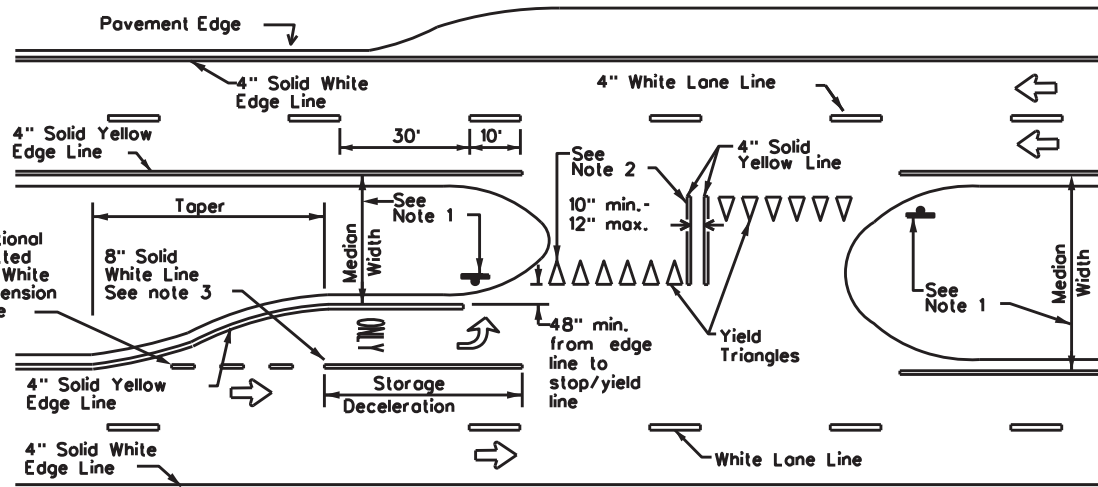 Pavement Edge
4" Solid White
Edge Line
4" White Lane Line
4" Solid Yellow
Edge Line
30'
10'
See
Note 2
4" Solid
Yellow Line
Taper
See
Note 1
10" min.-
12" max.
Median
Width
8" Solid
White Line
See note 3
White
ONLY
48" min.
from edge
line to
stop/yield
line
Yield
Triangles
See
Note 1
Median
Width
4" Solid Yellow
Edge Line
Storage
Deceleration
4" Solid White
Edge Line
White Lane Line